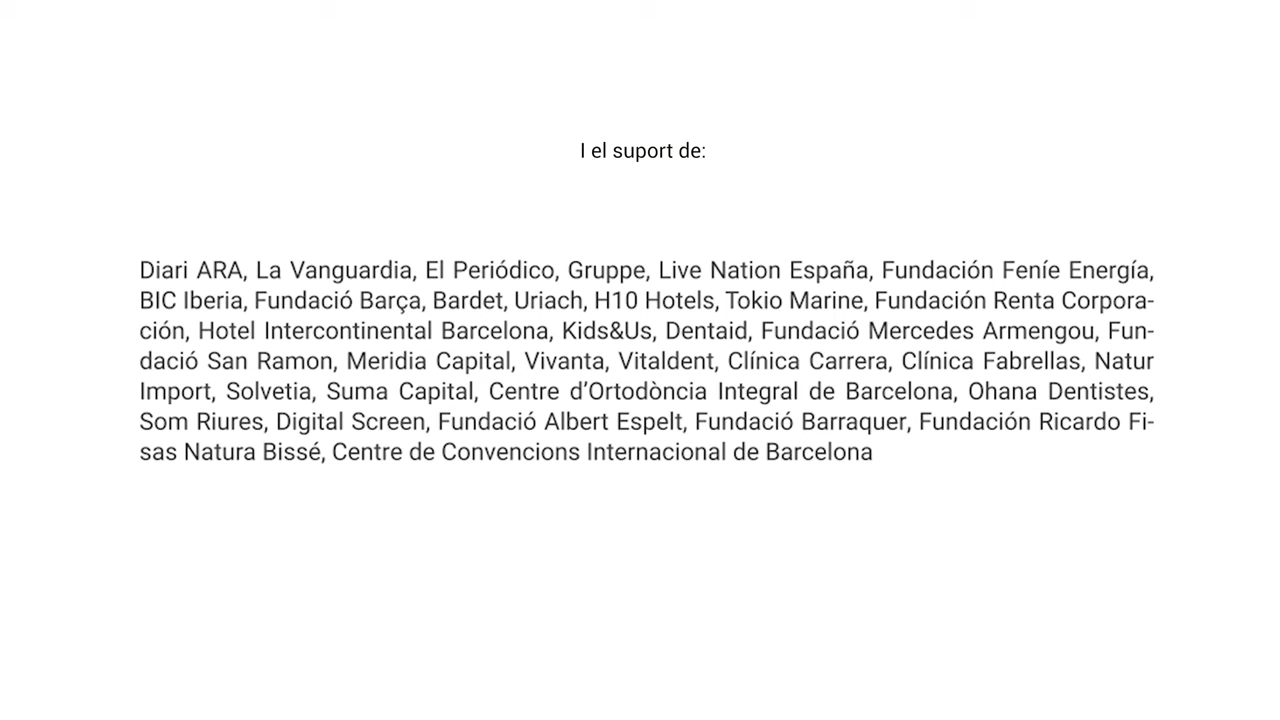 I el suport de:
Diari ARA, La Vanguardia, El Periódico, Gruppe, Live Nation España, Fundación Feníe Energía,
BIC Iberia, Fundació Barça, Bardet, Uriach, H10 Hotels, Tokio Marine, Fundación Renta Corpora-
ción, Hotel Intercontinental Barcelona, Kids&Us, Dentaid, Fundació Mercedes Armengou, Fun-
dació San Ramon, Meridia Capital, Vivanta, Vitaldent, Clínica Carrera, Clínica Fabrellas, Natur
Import, Solvetia, Suma Capital, Centre d’Ortodòncia Integral de Barcelona, Ohana Dentistes,
Som Riures, Digital Screen, Fundació Albert Espelt, Fundació Barraquer, Fundación Ricardo Fi-
sas Natura Bissé, Centre de Convencions Internacional de Barcelona